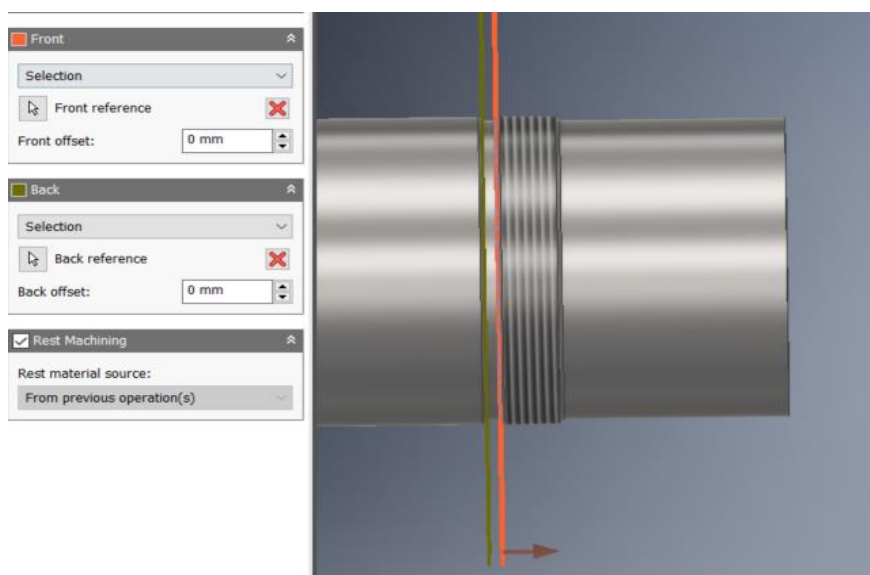 Front
Selection
Front reference
Front offset: 0 mm
Back
Selection
Back reference
Back offset: 0 mm
Rest Machining
Rest material source:
From previous operation(s)